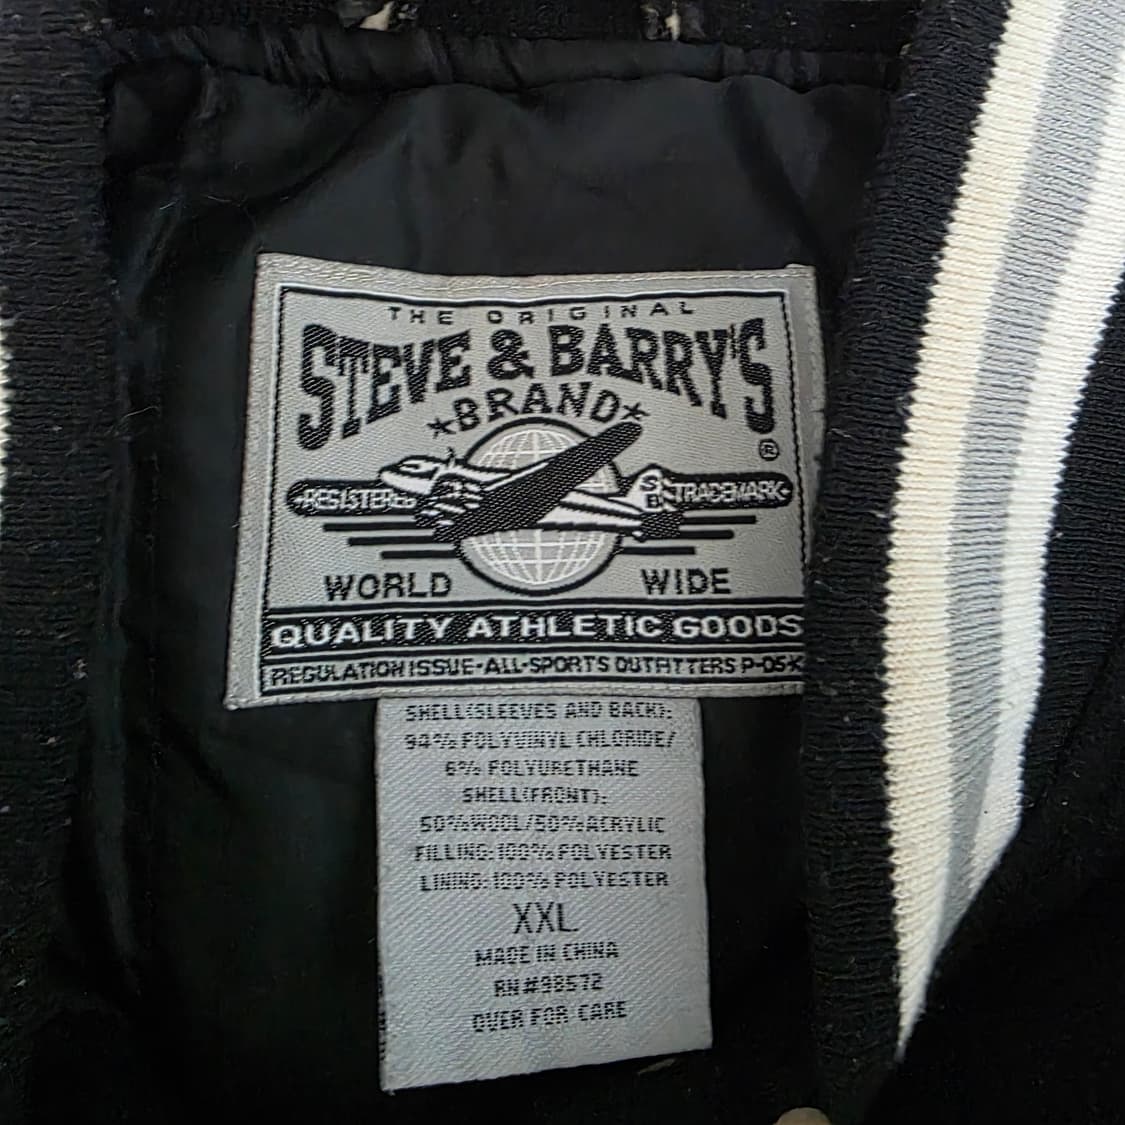 THE ORIGINAL
STEVE & BARRY'S
★BRAND★
®
REGISTERED
SB
TRADEMARK
WORLD WIDE
QUALITY ATHLETIC GOODS
REGULATION ISSUE-ALL-SPORTS OUTFITTERS P-05-K
SHELL(SLEEVES AND BACK):
94% POLYVINYL CHLORIDE/
6% POLYURETHANE
SHELL(FRONT):
50%WOOL/50%ACRYLIC
FILLING:100% POLYESTER
LINING:100% POLYESTER
XXL
MADE IN CHINA
RN#98572
OVER FOR CARE